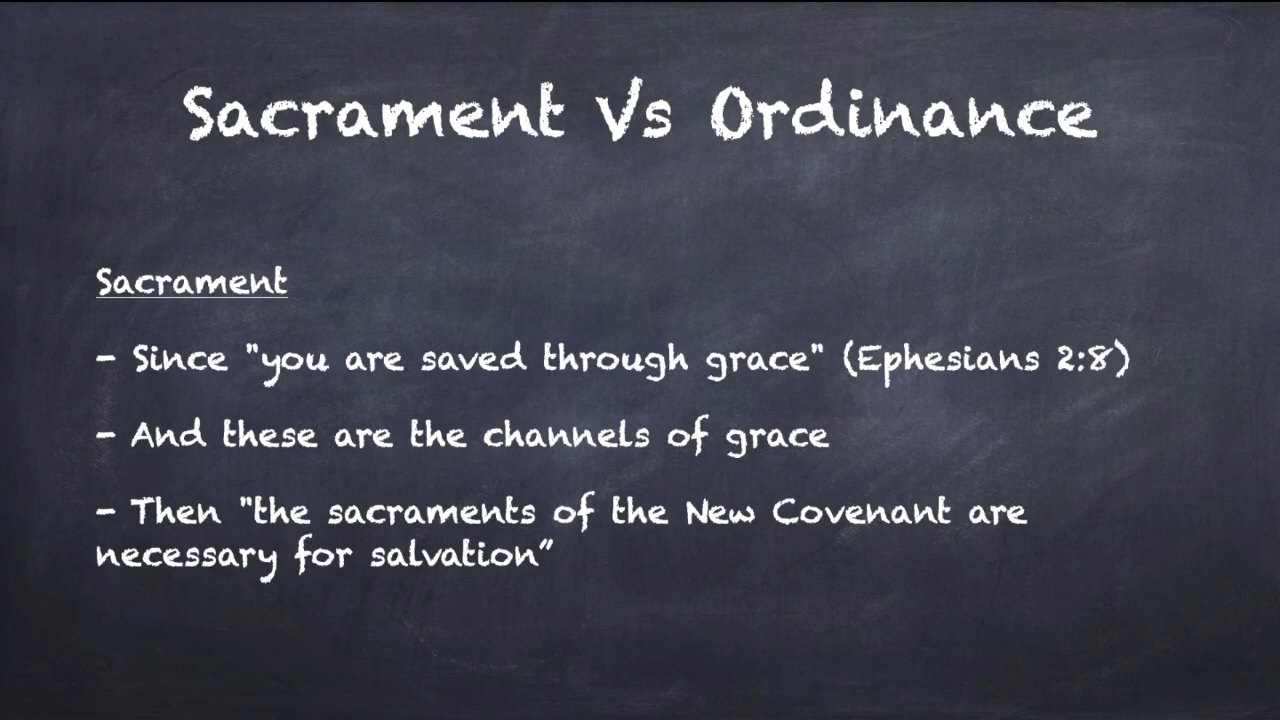 Sacrament Vs Ordinance
Sacrament
- Since "you are saved through grace" (Ephesians 2:8)
- And these are the channels of grace
- Then "the sacraments of the New Covenant are
necessary for salvation”